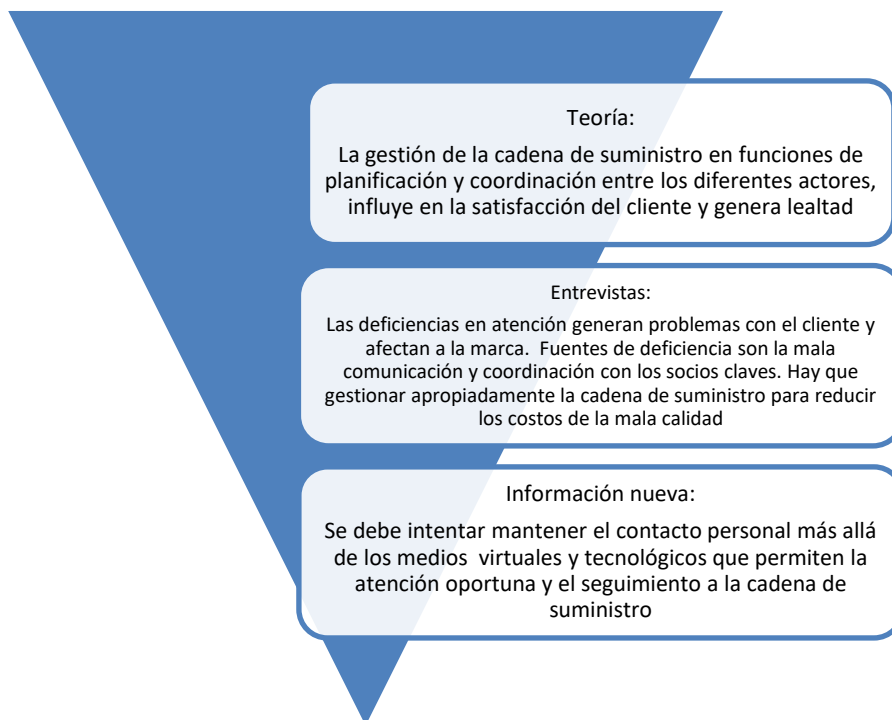 Teoría:
La gestión de la cadena de suministro en funciones de
planificación y coordinación entre los diferentes actores,
influye en la satisfacción del cliente y genera lealtad
Entrevistas:
Las deficiencias en atención generan problemas con el cliente y
afectan a la marca.  Fuentes de deficiencia son la mala
comunicación y coordinación con los socios claves. Hay que
gestionar apropiadamente la cadena de suministro para reducir
los costos de la mala calidad
Información nueva:
Se debe intentar mantener el contacto personal más allá
de los medios  virtuales y tecnológicos que permiten la
atención oportuna y el seguimiento a la cadena de
suministro